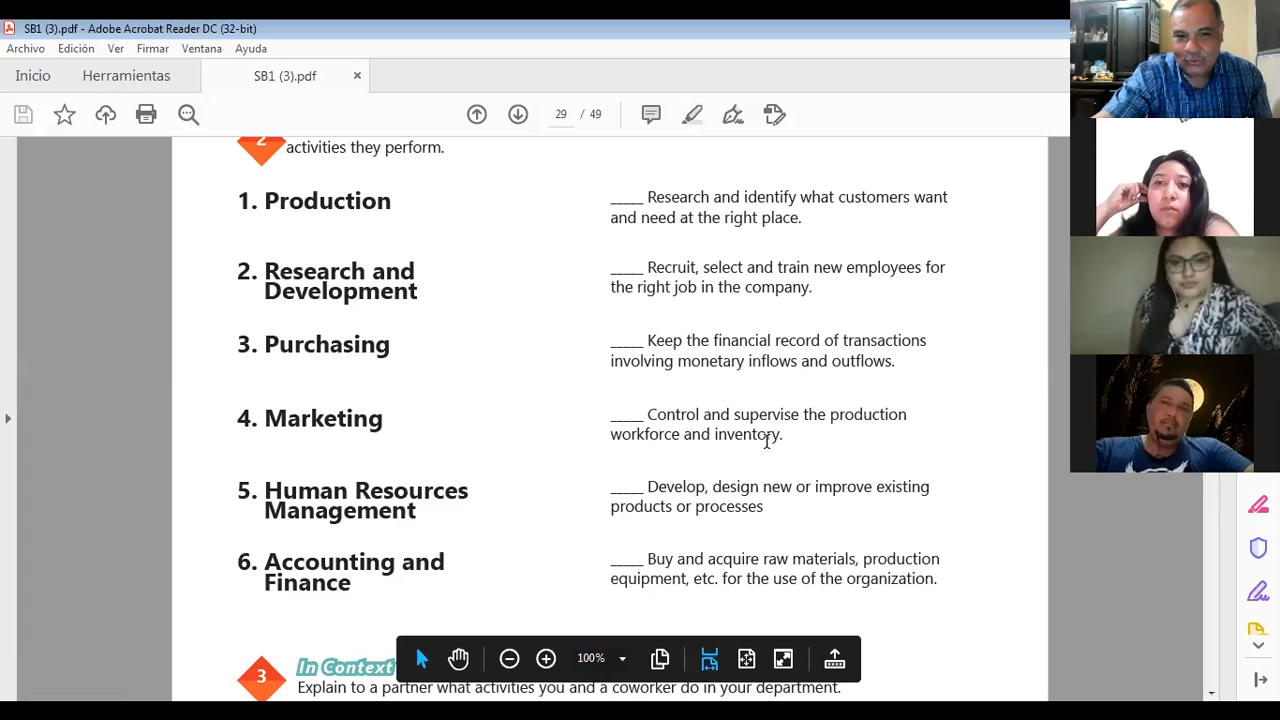 SB1 (3).pdf - Adobe Acrobat Reader DC (32-bit)
Archivo Edición Ver Firmar Ventana Ayuda
Inicio Herramientas SB1 (3).pdf ×
29 / 49
2
activities they perform.
1. Production
_____ Research and identify what customers want
and need at the right place.
2. Research and
Development
_____ Recruit, select and train new employees for
the right job in the company.
3. Purchasing
_____ Keep the financial record of transactions
involving monetary inflows and outflows.
4. Marketing
_____ Control and supervise the production
workforce and inventory.
5. Human Resources
Management
_____ Develop, design new or improve existing
products or processes
6. Accounting and
Finance
_____ Buy and acquire raw materials, production
equipment, etc. for the use of the organization.
100%
3
In Context
Explain to a partner what activities you and a coworker do in your department.